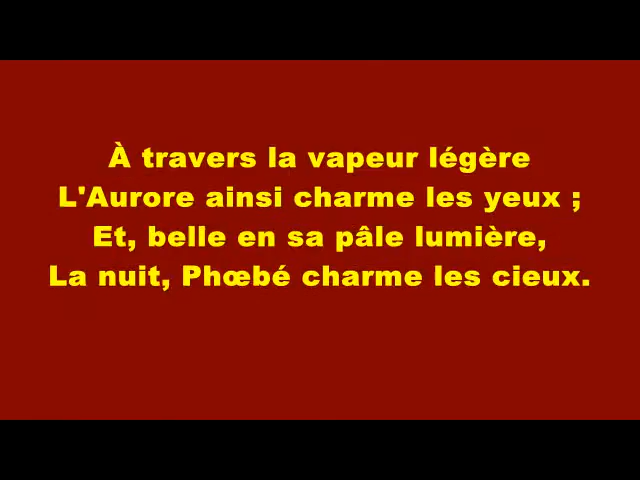 À travers la vapeur légère
L'Aurore ainsi charme les yeux ;
Et, belle en sa pâle lumière,
La nuit, Phœbé charme les cieux.